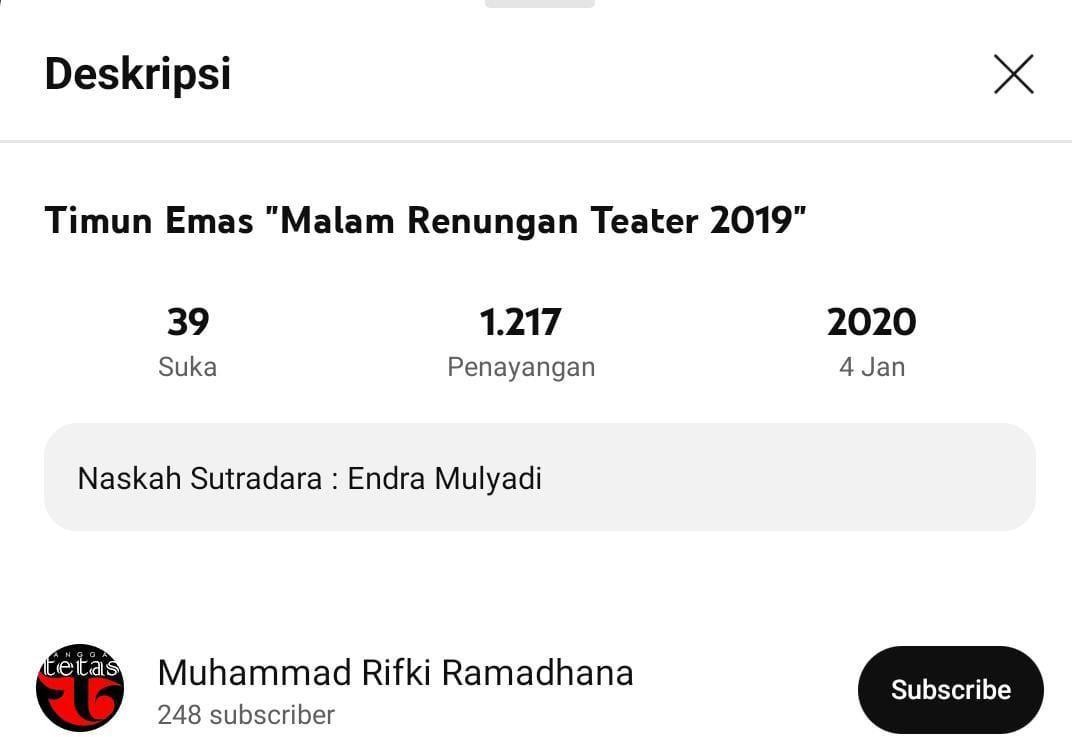 Deskripsi
Timun Emas "Malam Renungan Teater 2019"
39
Suka
1.217
Penayangan
2020
4 Jan
Naskah Sutradara : Endra Mulyadi
ANGGA
tetas
Muhammad Rifki Ramadhana
248 subscriber
Subscribe